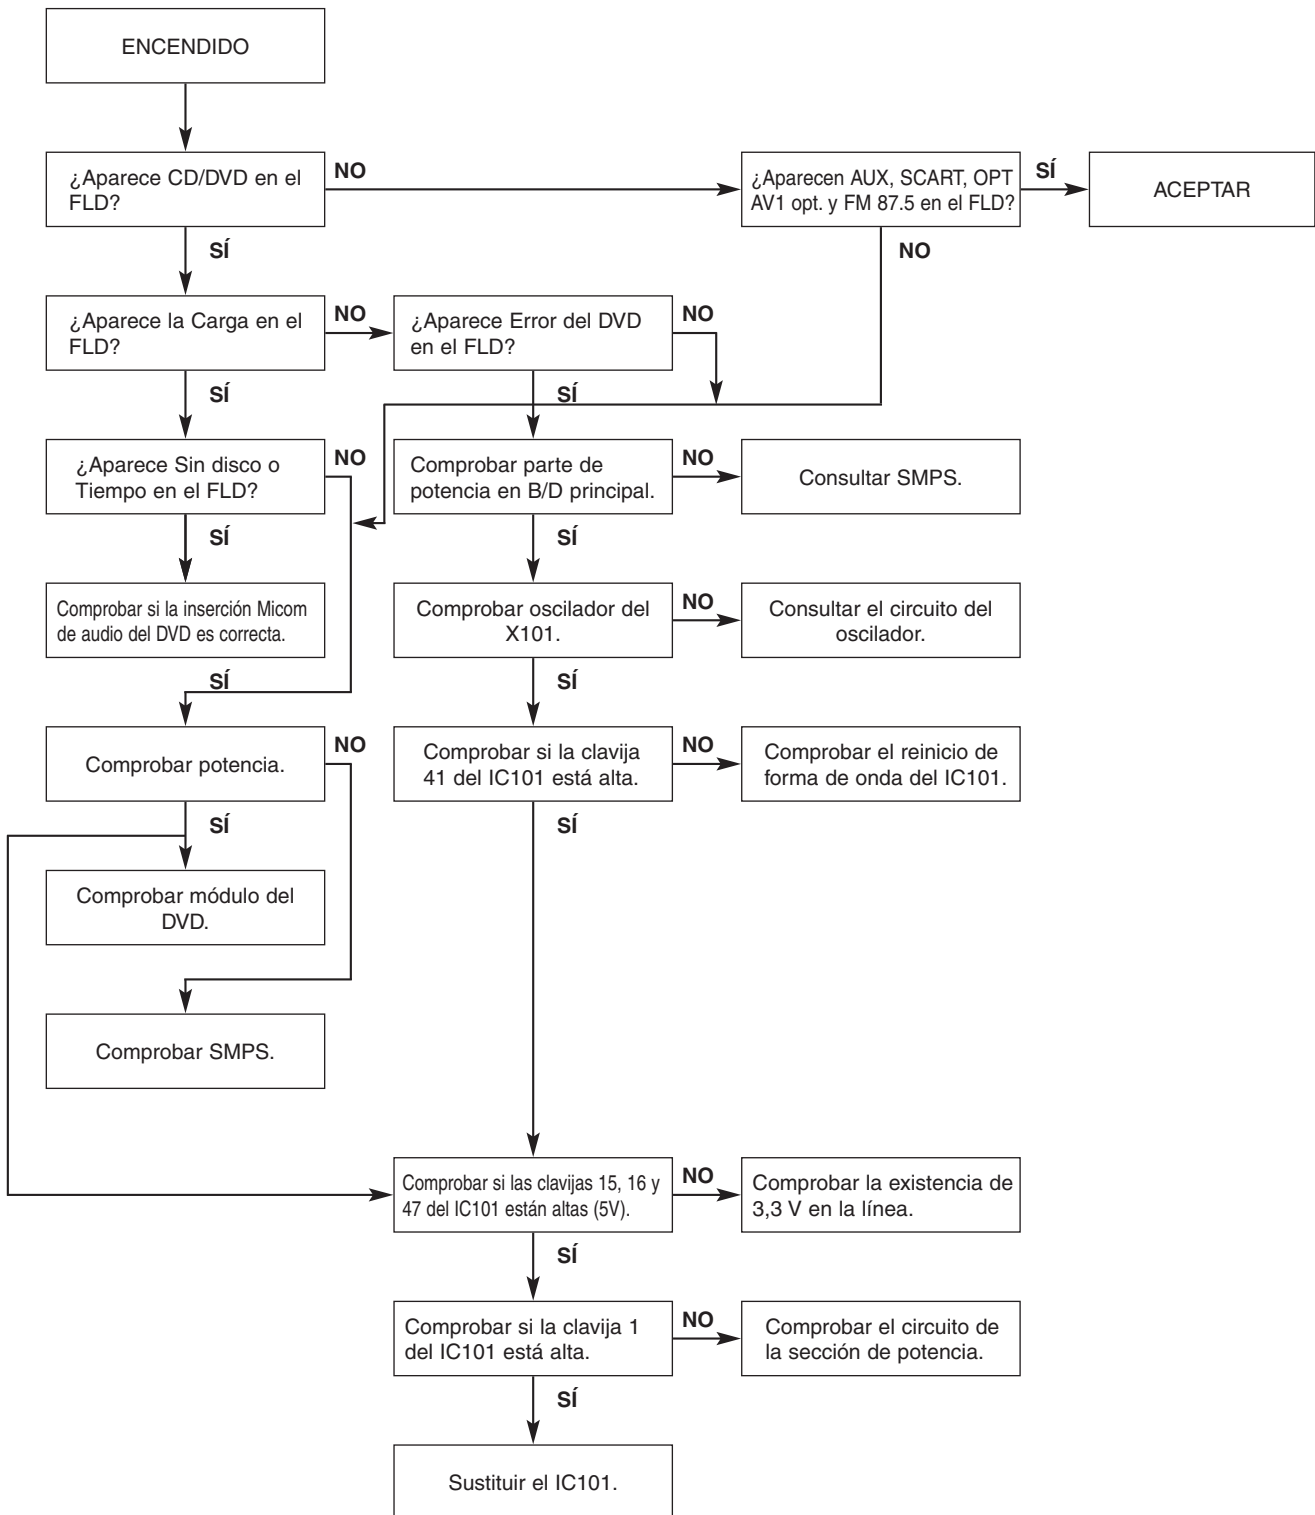 ENCENDIDO
¿Aparece CD/DVD en el
FLD?
NO
¿Aparecen AUX, SCART, OPT
AV1 opt. y FM 87.5 en el FLD?
SÍ
ACEPTAR
SÍ
NO
¿Aparece la Carga en el
FLD?
NO
¿Aparece Error del DVD
en el FLD?
NO
SÍ
SÍ
¿Aparece Sin disco o
Tiempo en el FLD?
NO
Comprobar parte de
potencia en B/D principal.
NO
Consultar SMPS.
SÍ
SÍ
Comprobar si la inserción Micom
de audio del DVD es correcta.
Comprobar oscilador del
X101.
NO
Consultar el circuito del
oscilador.
SÍ
SÍ
Comprobar potencia.
NO
Comprobar si la clavija
41 del IC101 está alta.
NO
Comprobar el reinicio de
forma de onda del IC101.
SÍ
SÍ
Comprobar módulo del
DVD.
Comprobar SMPS.
Comprobar si las clavijas 15, 16 y
47 del IC101 están altas (5V).
NO
Comprobar la existencia de
3,3 V en la línea.
SÍ
Comprobar si la clavija 1
del IC101 está alta.
NO
Comprobar el circuito de
la sección de potencia.
SÍ
Sustituir el IC101.